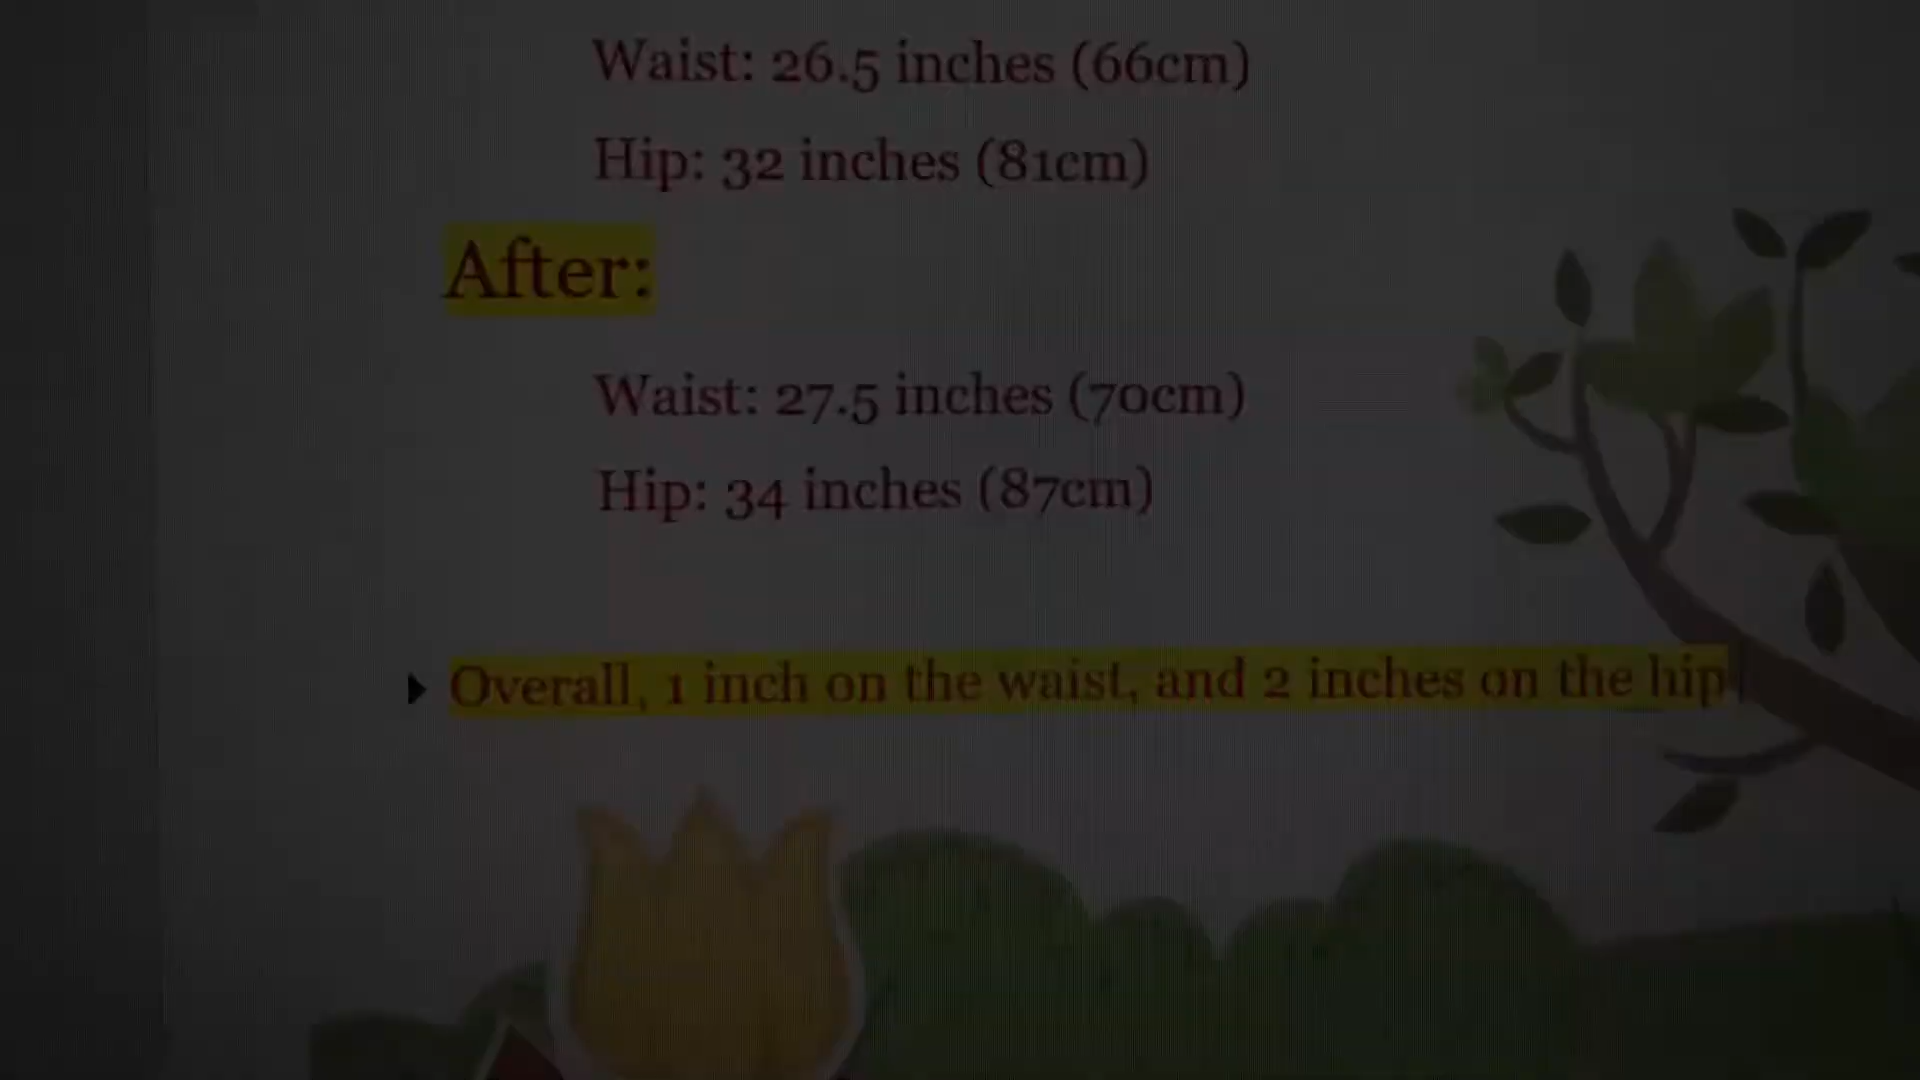 Waist: 26.5 inches (66cm)
Hip: 32 inches (81cm)
After:
Waist: 27.5 inches (70cm)
Hip: 34 inches (87cm)
Overall, 1 inch on the waist, and 2 inches on the hip